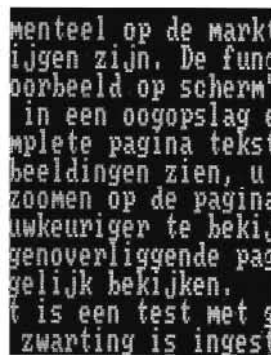 menteel op de markt
ijgen zijn. De func
oorbeeld op scherm
in een oogopslag e
mplete pagina tekst
beeldingen zien, u
zoomen op de pagina
uwkeuriger te beki
genoverliggende pag
gelijk bekijken.
t is een test met g
zwarting is ingest